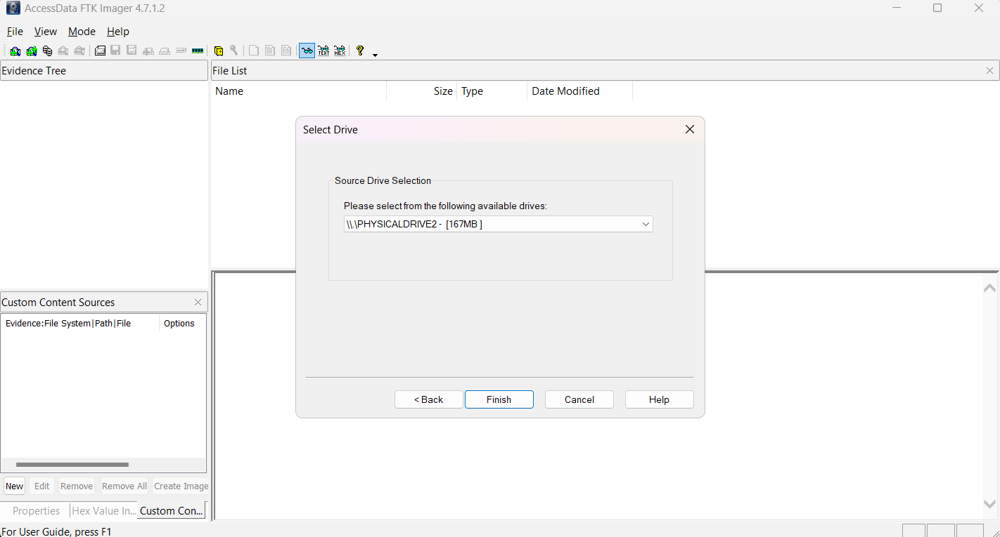 AccessData FTK Imager 4.7.1.2
File View Mode Help
TEXT HEX ?
Evidence Tree
File List
Name Size Type Date Modified
Select Drive
Source Drive Selection
Please select from the following available drives:
\\.\PHYSICALDRIVE2 - [167MB ]
Custom Content Sources
Evidence:File System|Path|File Options
< Back Finish Cancel Help
New Edit Remove Remove All Create Image
Properties Hex Value In... Custom Con...
For User Guide, press F1